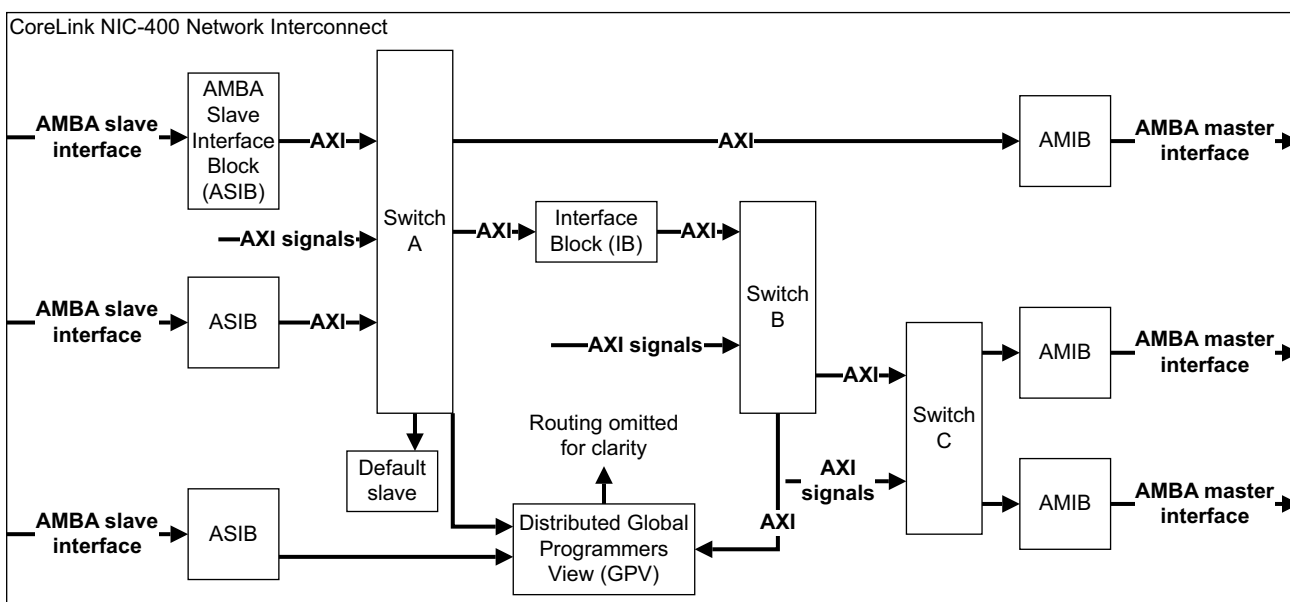 CoreLink NIC-400 Network Interconnect
AMBA slave
interface
AMBA
Slave
Interface
Block
(ASIB)
AXI
Switch
A
AXI
AMIB
AMBA master
interface
AXI signals
AXI
Interface
Block (IB)
AXI
Switch
B
AMBA slave
interface
ASIB
AXI
AXI signals
AXI
Switch
C
AMIB
AMBA master
interface
Default
slave
Routing omitted
for clarity
AXI
signals
AXI
AMIB
AMBA master
interface
AMBA slave
interface
ASIB
Distributed Global
Programmers
View (GPV)